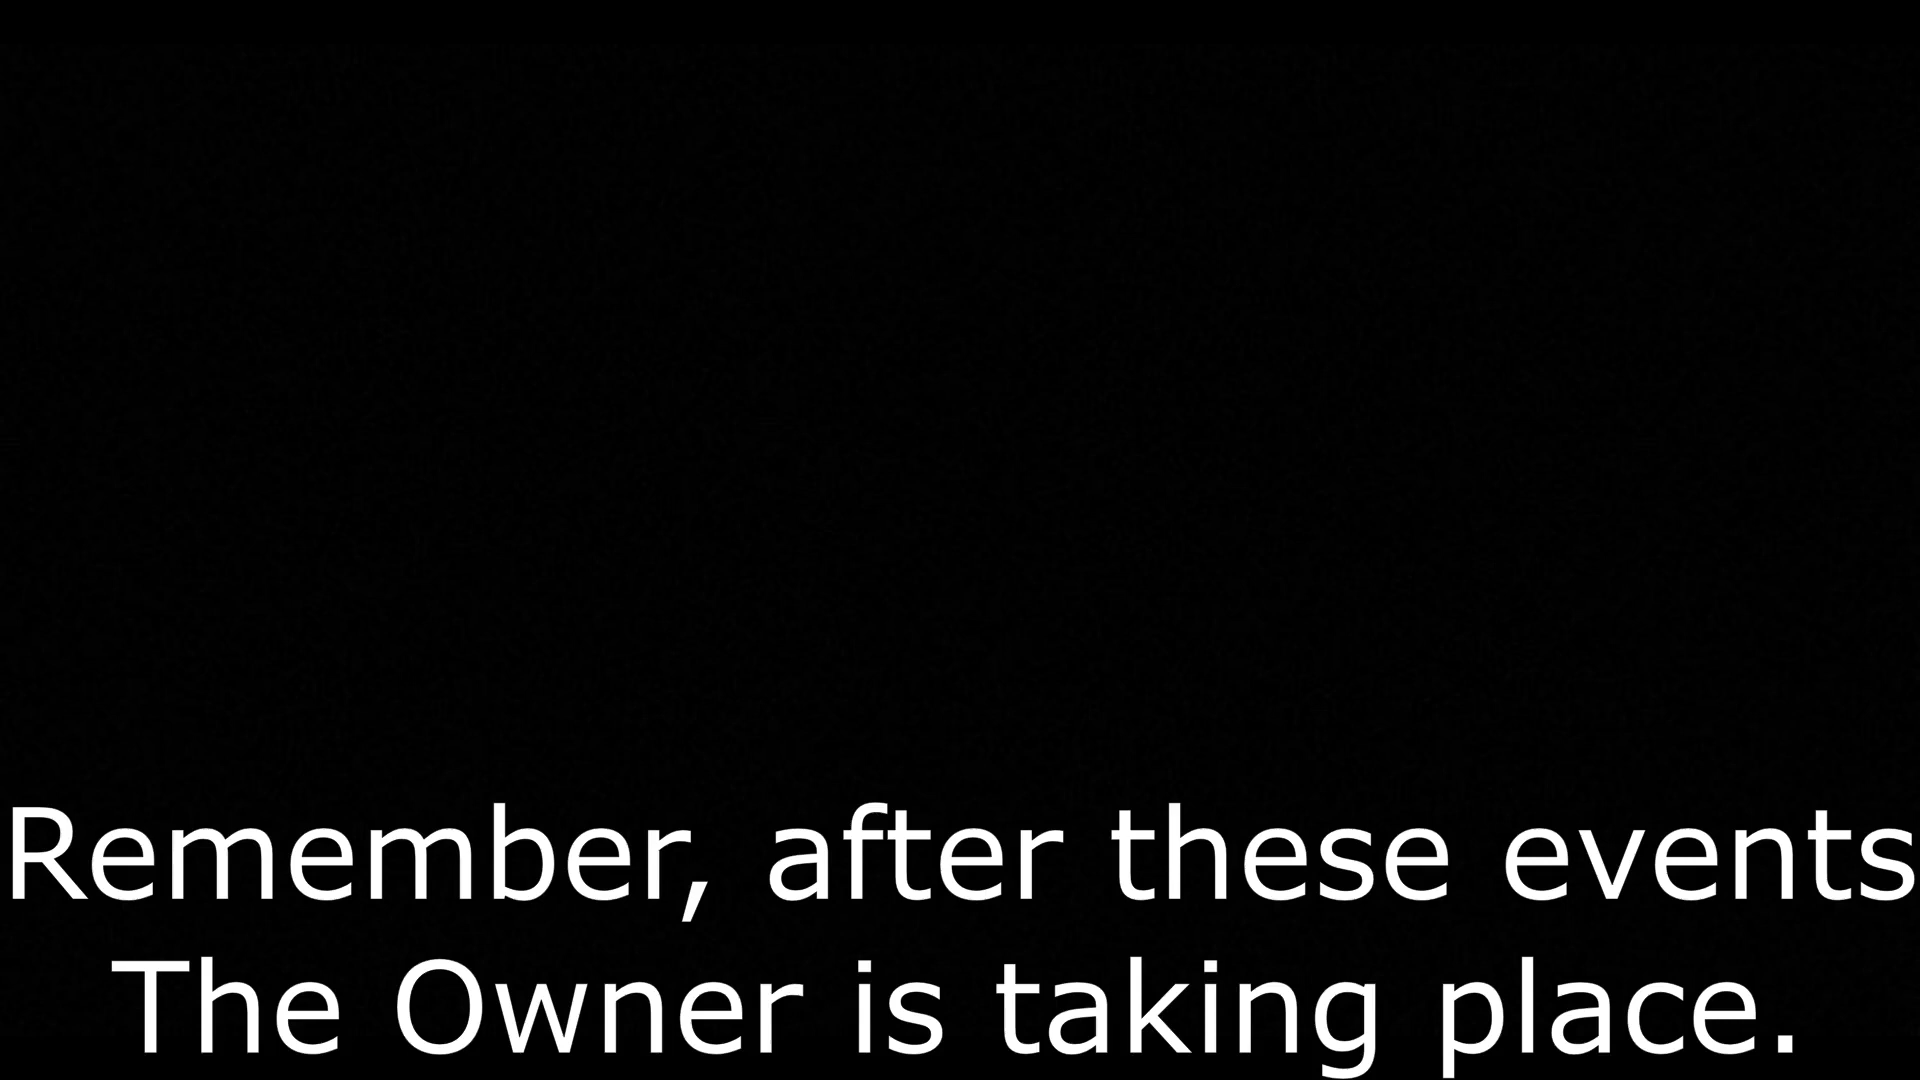 Remember, after these events
The Owner is taking place.